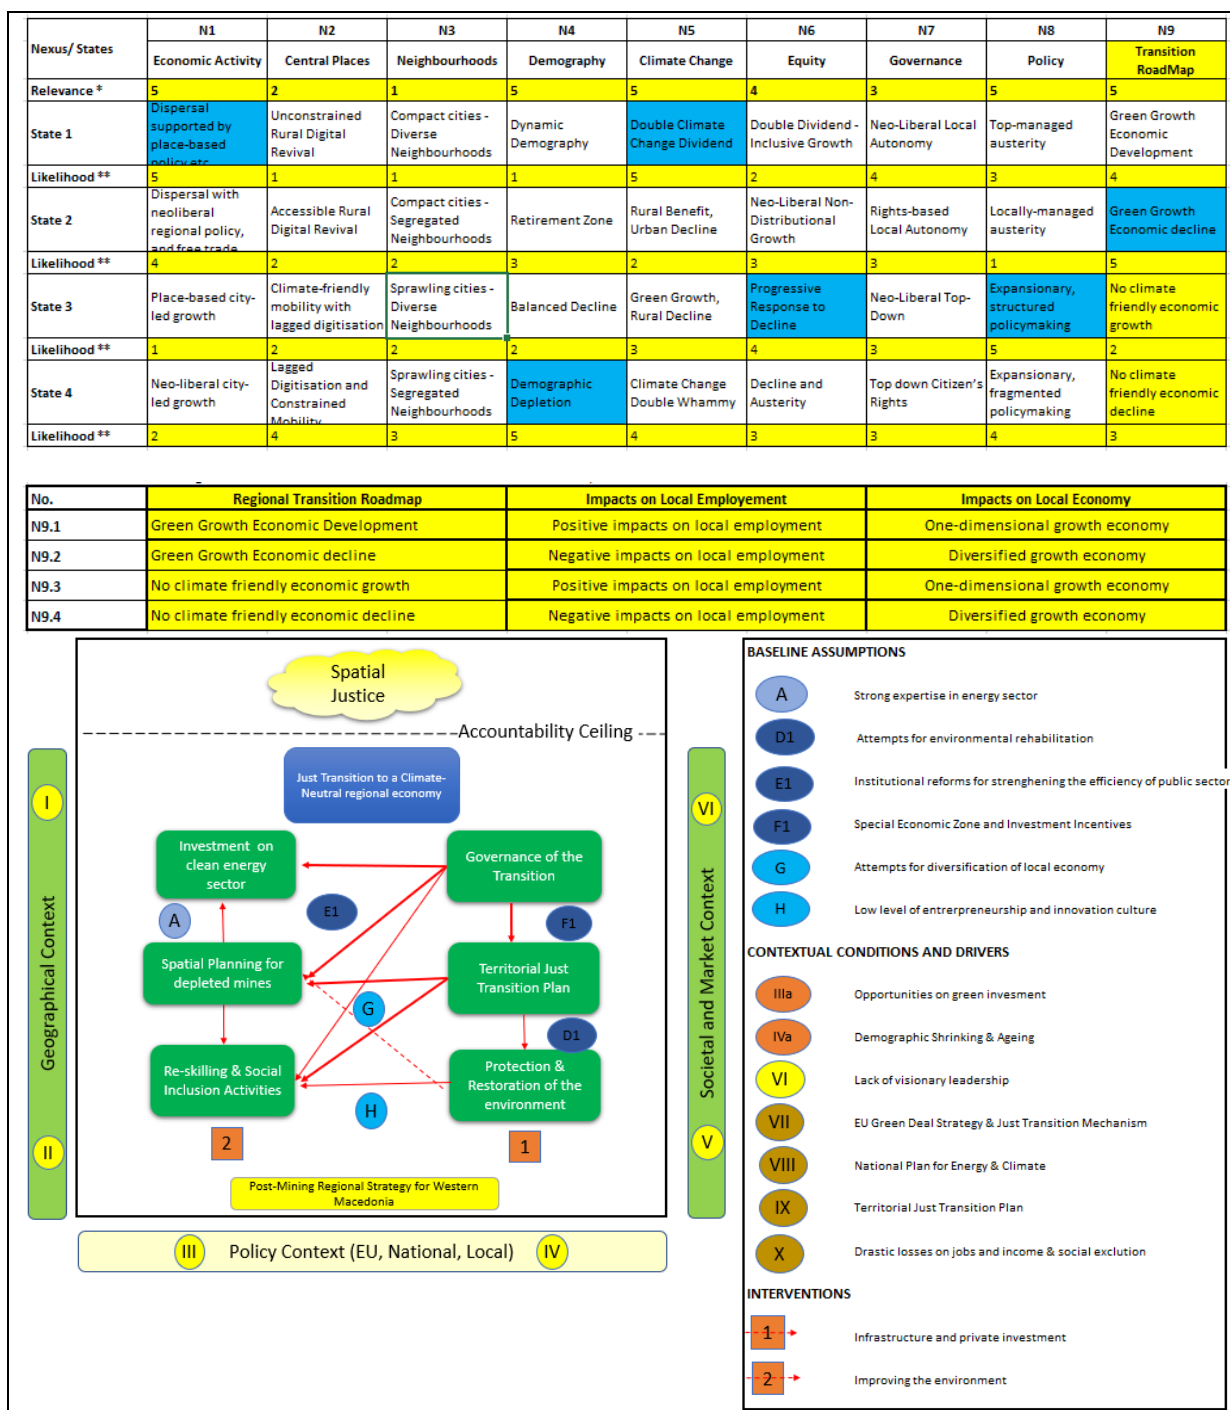 Nexus/ States N1 N2 N3 N4 N5 N6 N7 N8 N9
Economic Activity Central Places Neighbourhoods Demography Climate Change Equity Governance Policy Transition
RoadMap
Relevance * 5 2 1 5 5 4 3 5 5
State 1
Dispersal
supported by
place-based
policy etc
Unconstrained
Rural Digital
Revival
Compact cities -
Diverse
Neighbourhoods
Dynamic
Demography
Double Climate
Change Dividend
Double Dividend -
Inclusive Growth
Neo-Liberal Local
Autonomy
Top-managed
austerity
Green Growth
Economic
Development
Likelihood ** 5 1 1 1 5 2 4 3 4
State 2
Dispersal with
neoliberal
regional policy,
and free trade
Accessible Rural
Digital Revival
Compact cities -
Segregated
Neighbourhoods
Retirement Zone
Rural Benefit,
Urban Decline
Neo-Liberal Non-
Distributional
Growth
Rights-based
Local Autonomy
Locally-managed
austerity
Green Growth
Economic decline
Likelihood ** 4 2 2 3 2 3 3 1 5
State 3
Place-based city-
led growth
Climate-friendly
mobility with
lagged digitisation
Sprawling cities -
Diverse
Neighbourhoods
Balanced Decline
Green Growth,
Rural Decline
Progressive
Response to
Decline
Neo-Liberal Top-
Down
Expansionary,
structured
policymaking
No climate
friendly economic
growth
Likelihood ** 1 2 2 2 3 4 3 5 2
State 4
Neo-liberal city-
led growth
Lagged
Digitisation and
Constrained
Mobility
Sprawling cities -
Segregated
Neighbourhoods
Demographic
Depletion
Climate Change
Double Whammy
Decline and
Austerity
Top down Citizen's
Rights
Expansionary,
fragmented
policymaking
No climate
friendly economic
decline
Likelihood ** 2 4 3 5 4 3 3 4 3
No. Regional Transition Roadmap Impacts on Local Employement Impacts on Local Economy
N9.1 Green Growth Economic Development Positive impacts on local employment One-dimensional growth economy
N9.2 Green Growth Economic decline Negative impacts on local employment Diversified growth economy
N9.3 No climate friendly economic growth Positive impacts on local employment One-dimensional growth economy
N9.4 No climate friendly economic decline Negative impacts on local employment Diversified growth economy
Spatial
Justice
Accountability Ceiling
Just Transition to a Climate-
Neutral regional economy
Geographical Context
I
II
Investment on
clean energy
sector
Governance of the
Transition
A
E1
F1
Spatial Planning for
depleted mines
Territorial Just
Transition Plan
G
D1
Re-skilling & Social
Inclusion Activities
Protection &
Restoration of the
environment
H
2
1
Post-Mining Regional Strategy for Western
Macedonia
Societal and Market Context
VI
V
III Policy Context (EU, National, Local) IV
BASELINE ASSUMPTIONS
A Strong expertise in energy sector
D1 Attempts for environmental rehabilitation
E1 Institutional reforms for strenghening the efficiency of public sector
F1 Special Economic Zone and Investment Incentives
G Attempts for diversification of local economy
H Low level of entrerpreneurship and innovation culture
CONTEXTUAL CONDITIONS AND DRIVERS
IIIa Opportunities on green invesment
IVa Demographic Shrinking & Ageing
VI Lack of visionary leadership
VII EU Green Deal Strategy & Just Transition Mechanism
VIII National Plan for Energy & Climate
IX Territorial Just Transition Plan
X Drastic losses on jobs and income & social exclution
INTERVENTIONS
1 Infrastructure and private investment
2 Improving the environment